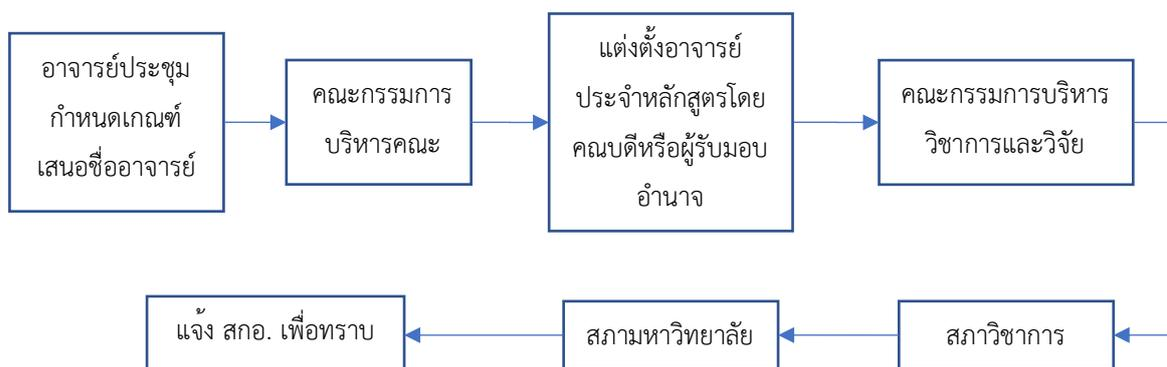 อาจารย์ประชุม
กำหนดเกณฑ์
เสนอชื่ออาจารย์
คณะกรรมการ
บริหารคณะ
แต่งตั้งอาจารย์
ประจำหลักสูตรโดย
คณบดีหรือผู้รับมอบ
อำนาจ
คณะกรรมการบริหาร
วิชาการและวิจัย
สภาวิชาการ
สภามหาวิทยาลัย
แจ้ง สกอ. เพื่อทราบ